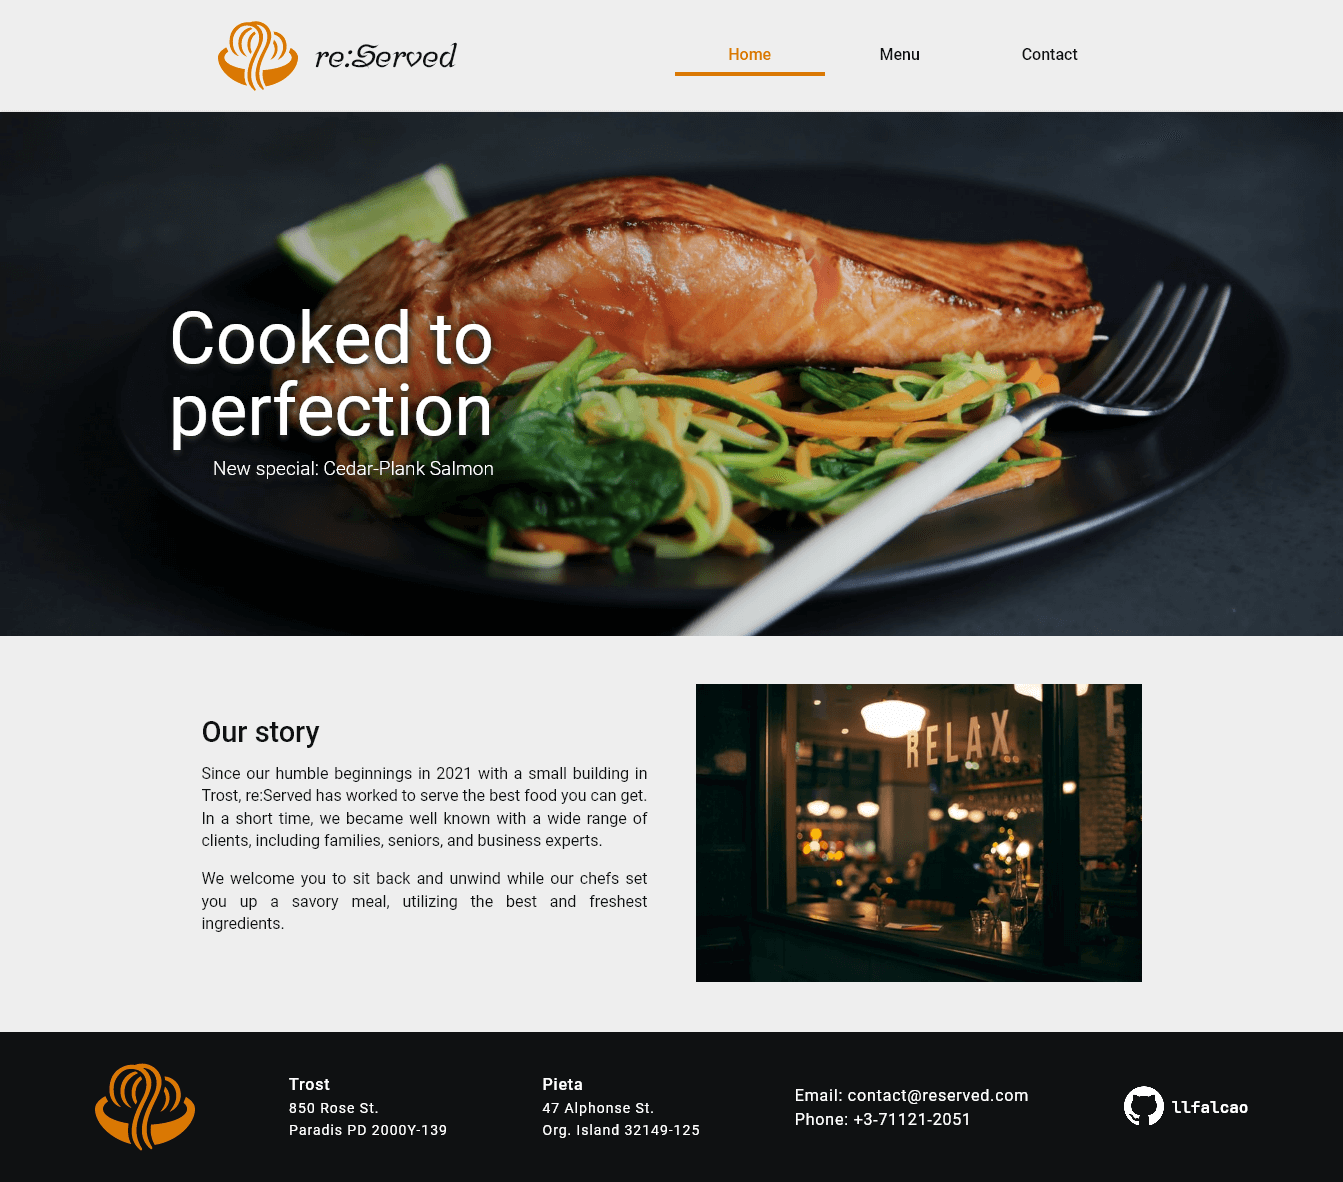 re:Served
Home
Menu
Contact
Cooked to
perfection
New special: Cedar-Plank Salmon
Our story
Since our humble beginnings in 2021 with a small building in
Trost, re:Served has worked to serve the best food you can get.
In a short time, we became well known with a wide range of
clients, including families, seniors, and business experts.
We welcome you to sit back and unwind while our chefs set
you up a savory meal, utilizing the best and freshest
ingredients.
RELAX
E
Trost
850 Rose St.
Paradis PD 2000Y-139
Pieta
47 Alphonse St.
Org. Island 32149-125
Email: contact@reserved.com
Phone: +3-71121-2051
llfalcao